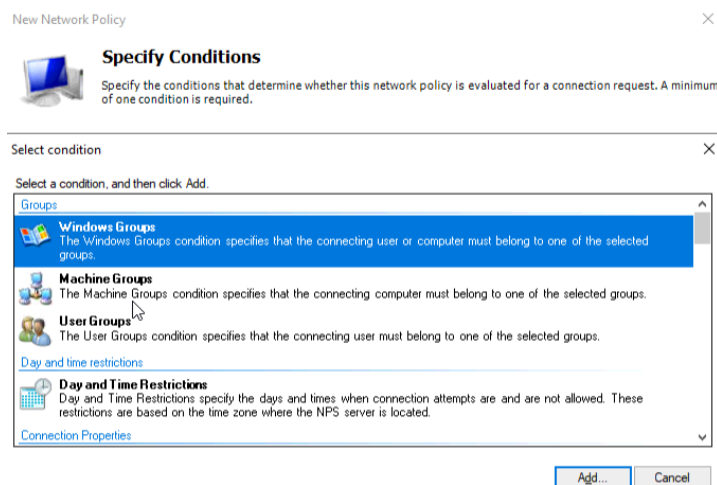 New Network Policy
Specify Conditions
Specify the conditions that determine whether this network policy is evaluated for a connection request. A minimum
of one condition is required.
Select condition
Select a condition, and then click Add.
Groups
Windows Groups
The Windows Groups condition specifies that the connecting user or computer must belong to one of the selected
groups.
Machine Groups
The Machine Groups condition specifies that the connecting computer must belong to one of the selected groups.
User Groups
The User Groups condition specifies that the connecting user must belong to one of the selected groups.
Day and time restrictions
Day and Time Restrictions
Day and Time Restrictions specify the days and times when connection attempts are and are not allowed. These
restrictions are based on the time zone where the NPS server is located.
Connection Properties
Add... Cancel